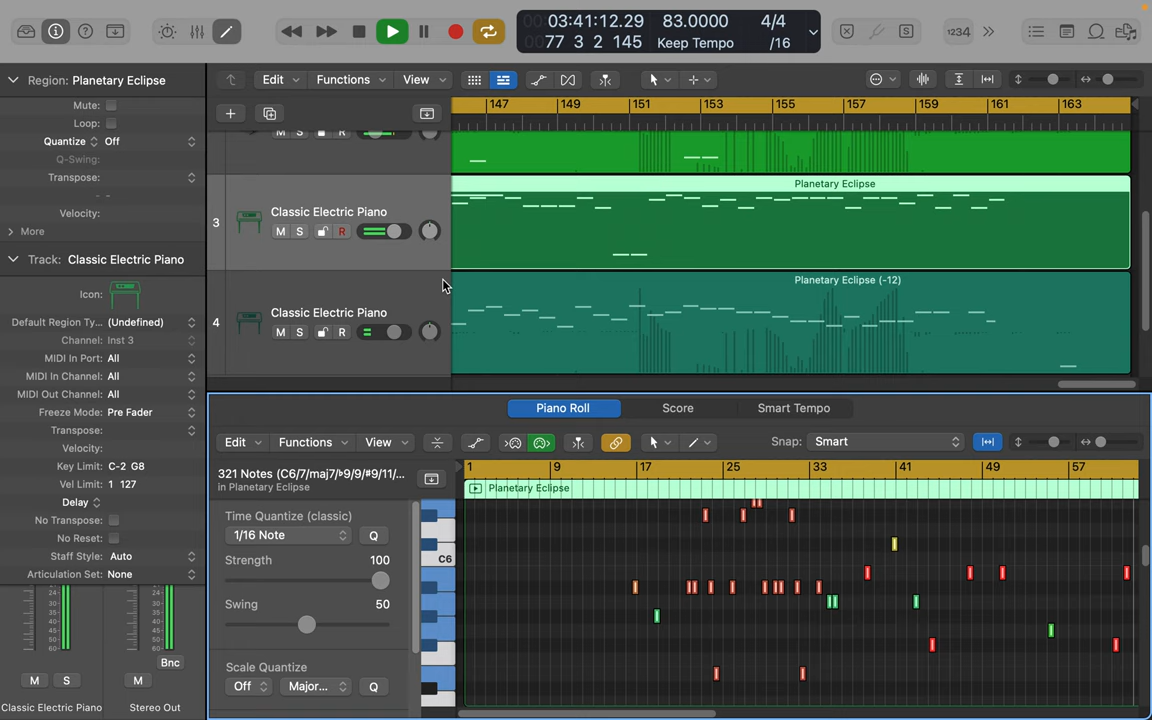 03:41:12.29
83.0000
4/4
0077 3 2 145
Keep Tempo
/16
1234
Region: Planetary Eclipse
Mute:
Loop:
Quantize Off
Q-Swing:
Transpose:
Velocity:
More
Track: Classic Electric Piano
Icon:
Default Region Ty... (Undefined)
Channel: Inst 3
MIDI In Port: All
MIDI In Channel: All
MIDI Out Channel: All
Freeze Mode: Pre Fader
Transpose:
Velocity:
Key Limit: C-2 G8
Vel Limit: 1 127
Delay
No Transpose:
No Reset:
Staff Style: Auto
Articulation Set: None
Bnc
M S
M
Classic Electric Piano
Stereo Out
Edit Functions View
147 149 151 153 155 157 159 161 163
M S R
3
Classic Electric Piano
M S R
Planetary Eclipse
4
Classic Electric Piano
M S R
Planetary Eclipse (-12)
Piano Roll Score Smart Tempo
Edit Functions View
Snap: Smart
321 Notes (C6/7/maj7/♭9/9/#9/11/...
in Planetary Eclipse
1 9 17 25 33 41 49 57
Planetary Eclipse
Time Quantize (classic)
1/16 Note Q
Strength 100
Swing 50
Scale Quantize
Off Major... Q
C6